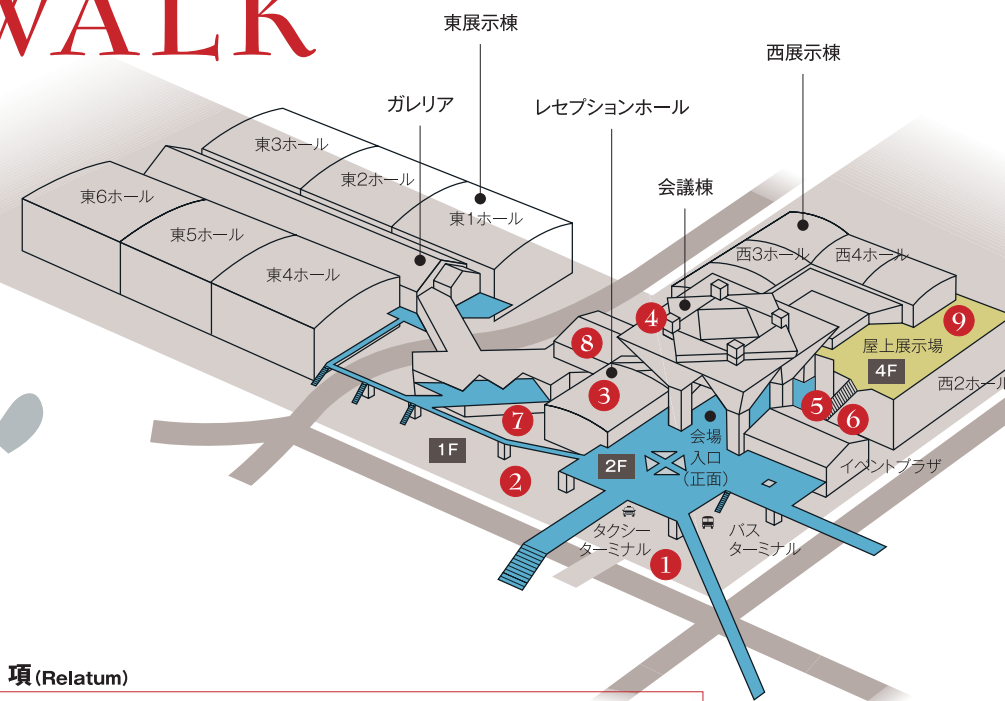 WALK
東展示棟
西展示棟
ガレリア
レセプションホール
会議棟
東3ホール
東2ホール
東1ホール
東6ホール
東5ホール
東4ホール
西3ホール
西4ホール
4
8
9
屋上展示場
4F
西2ホール
3
5
6
7
1F
2
2F
会場
入口
(正面)
イベントプラザ
タクシー
ターミナル
バス
ターミナル
1
項(Relatum)